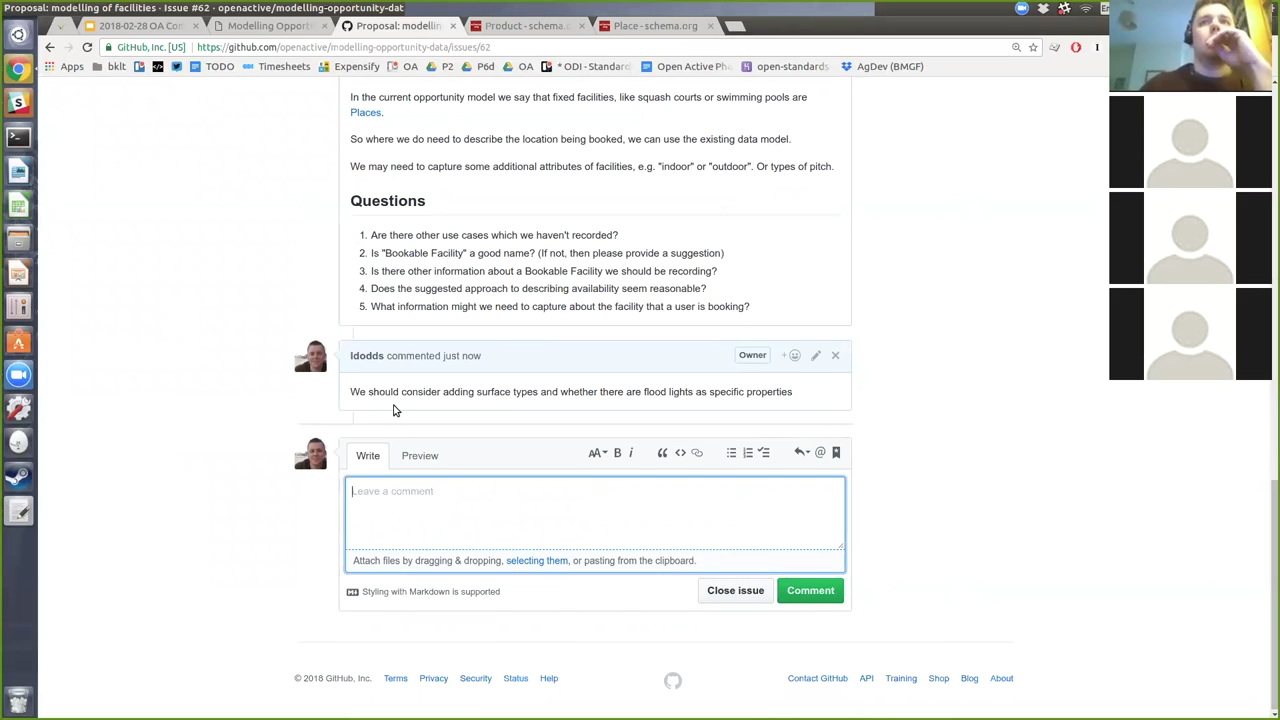 Proposal: modelling of facilities · Issue #62 · openactive/modelling-opportunity-dat
2018-02-28 OA Com
Modelling Opportu
Proposal: modellin
Product - schema.o
Place - schema.org
GitHub, Inc. [US]
https://github.com/openactive/modelling-opportunity-data/issues/62
Apps
bklt
TODO
Timesheets
Expensify
OA
P2
P6d
OA
* ODI - Standard
Open Active Ph
open-standards
AgDev (BMGF)
In the current opportunity model we say that fixed facilities, like squash courts or swimming pools are
Places.
So where we do need to describe the location being booked, we can use the existing data model.
We may need to capture some additional attributes of facilities, e.g. "indoor" or "outdoor". Or types of pitch.
Questions
1. Are there other use cases which we haven't recorded?
2. Is "Bookable Facility" a good name? (If not, then please provide a suggestion)
3. Is there other information about a Bookable Facility we should be recording?
4. Does the suggested approach to describing availability seem reasonable?
5. What information might we need to capture about the facility that a user is booking?
ldodds commented just now
Owner
We should consider adding surface types and whether there are flood lights as specific properties
Write
Preview
Leave a comment
Attach files by dragging & dropping, selecting them, or pasting from the clipboard.
Styling with Markdown is supported
Close issue
Comment
© 2018 GitHub, Inc.
Terms
Privacy
Security
Status
Help
Contact GitHub
API
Training
Shop
Blog
About